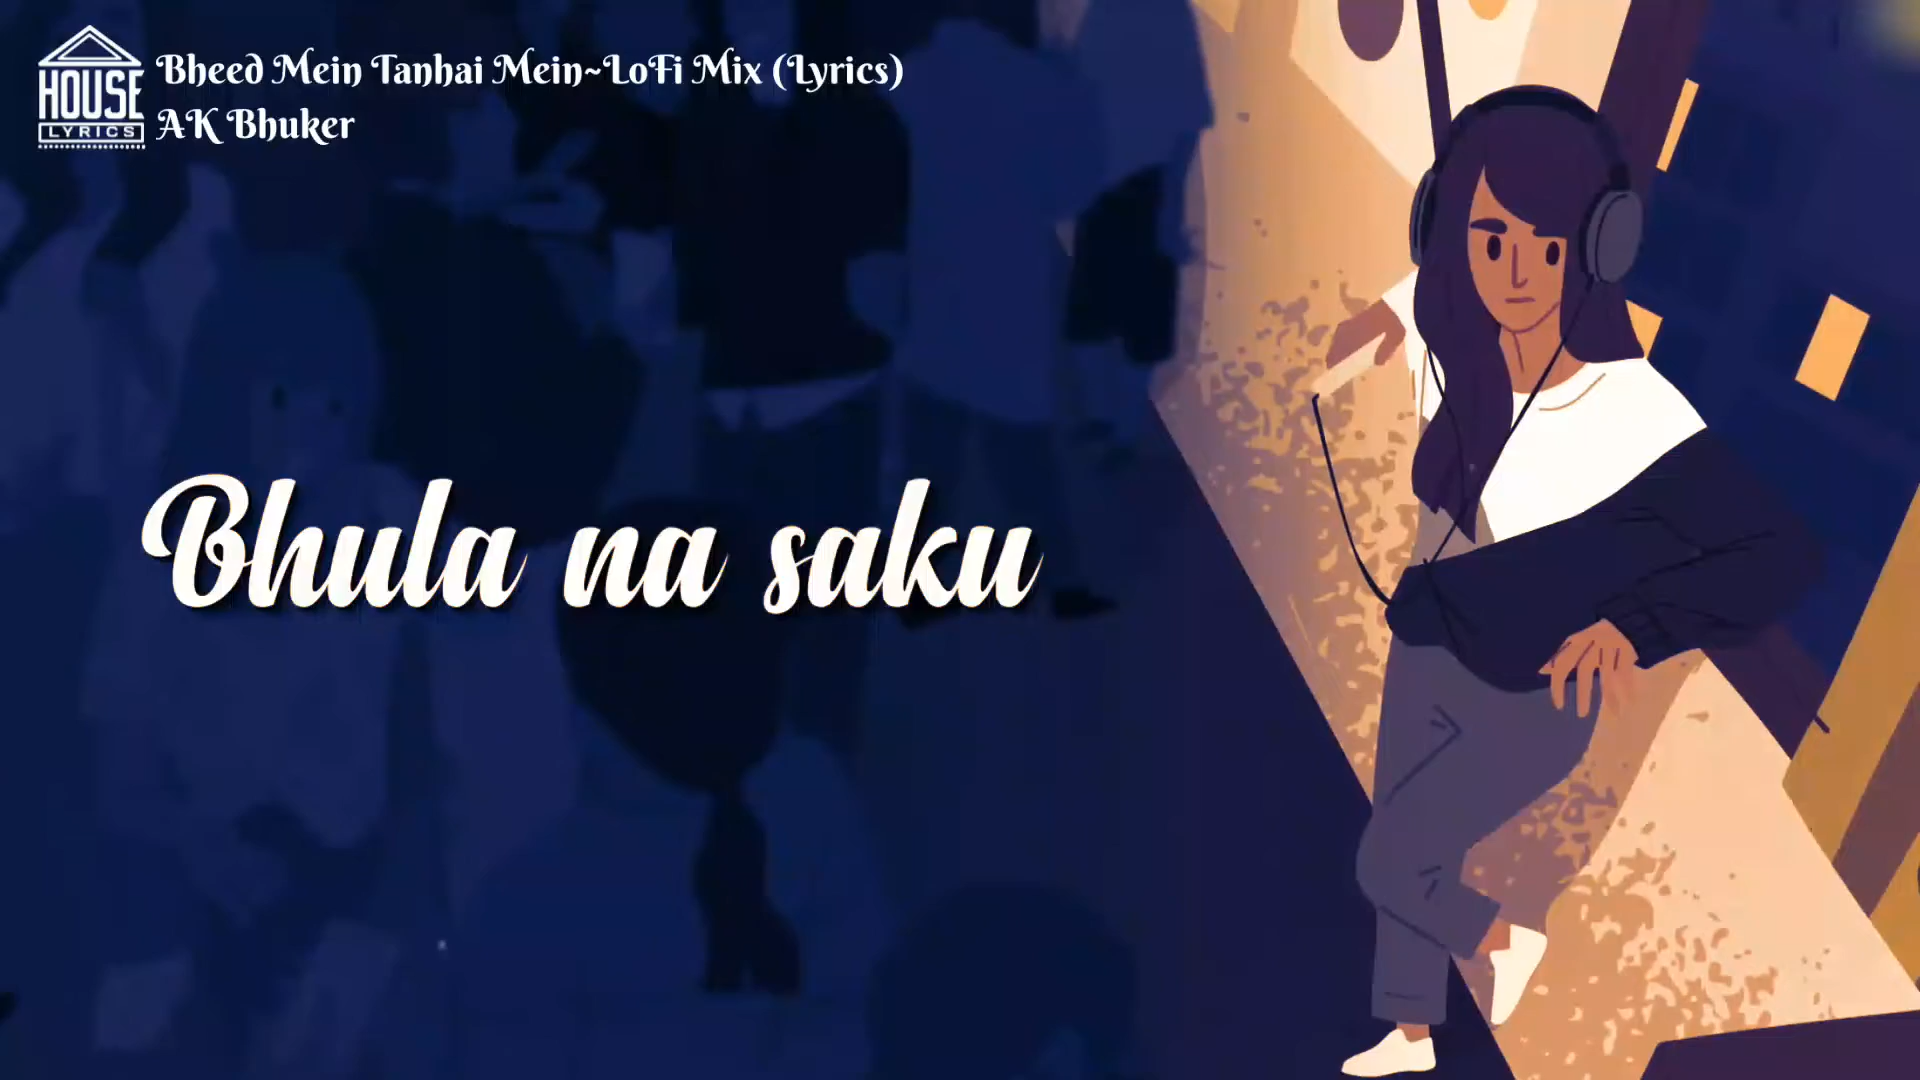 HOUSE
LYRICS
Bheed Mein Tanhai Mein~LoFi Mix (Lyrics)
AK Bhuker
Bhula na saku